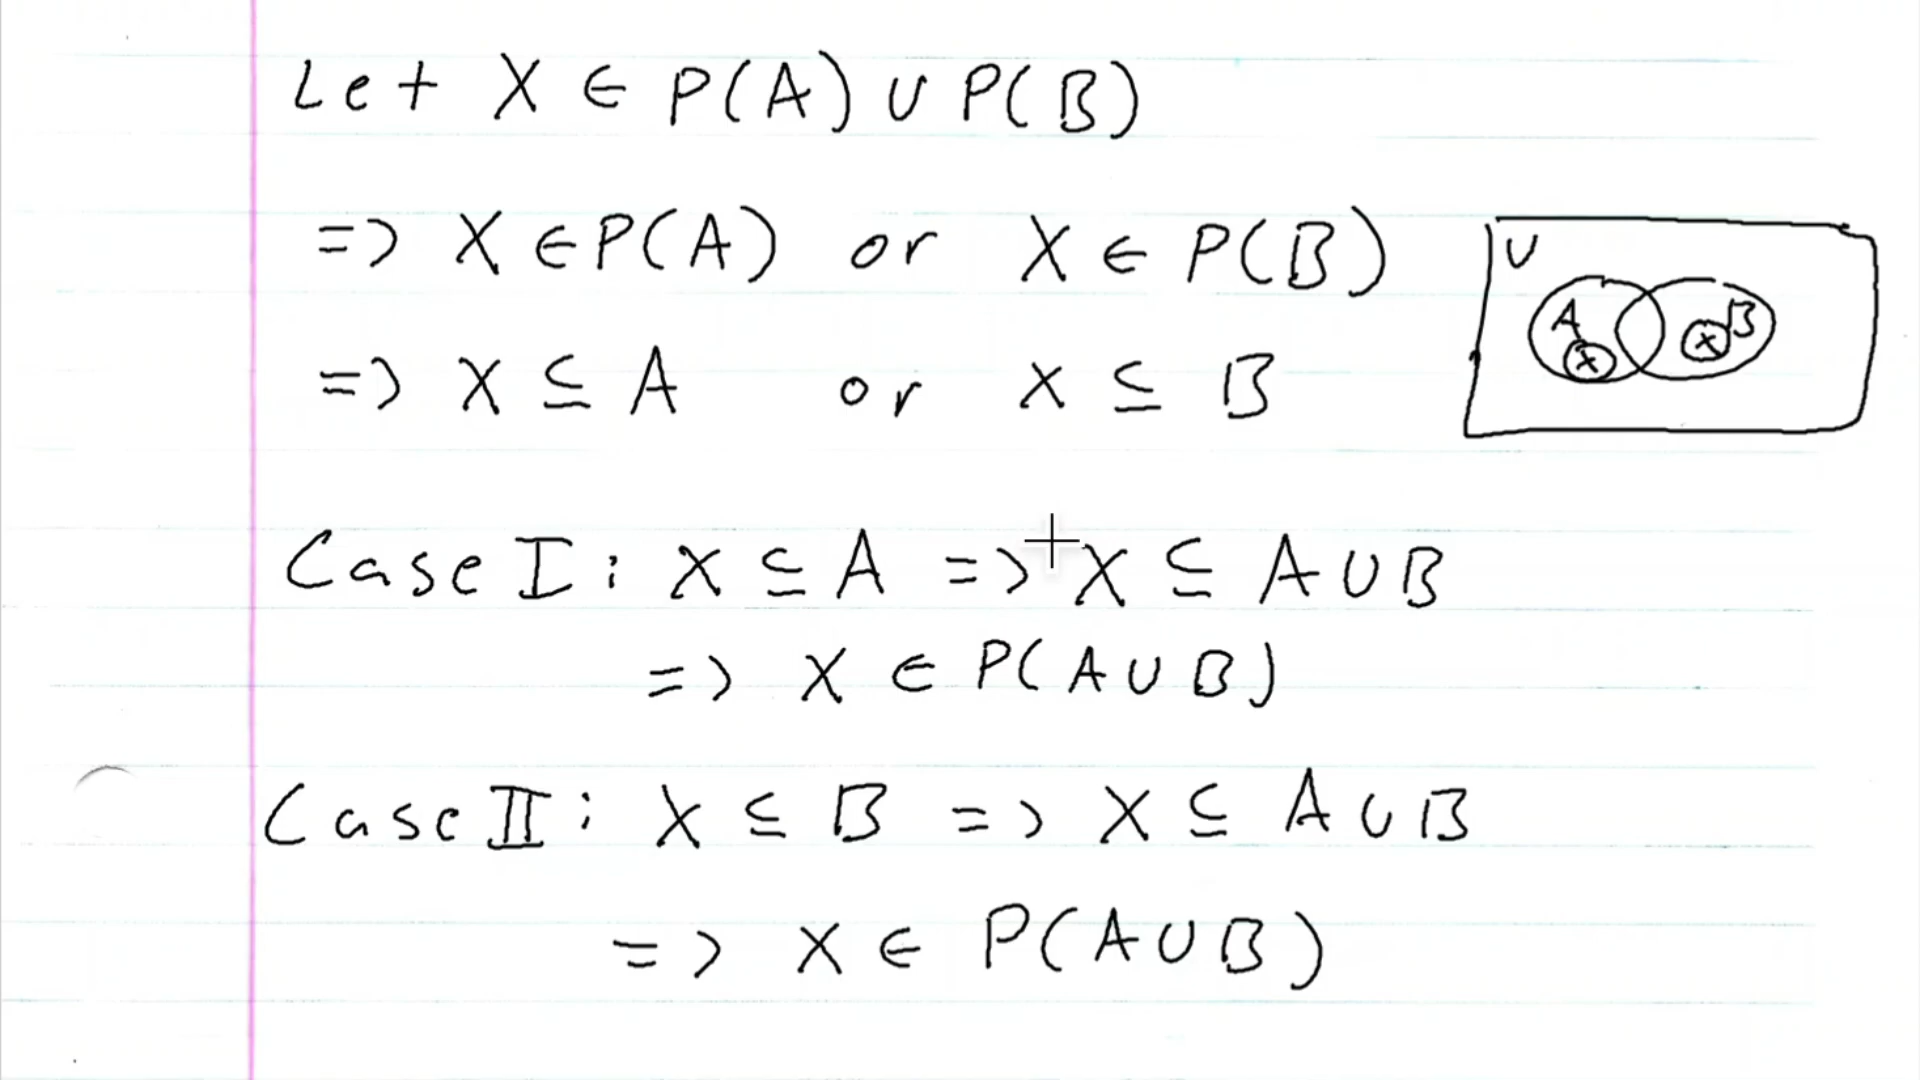 Let X ∈ P(A) ∪ P(B)
=> X ∈ P(A) or X ∈ P(B)
=> X ⊆ A or X ⊆ B
U
A
X
X
B
Case I: X ⊆ A => X ⊆ A ∪ B
=> X ∈ P(A ∪ B)
Case II: X ⊆ B => X ⊆ A ∪ B
=> X ∈ P(A ∪ B)